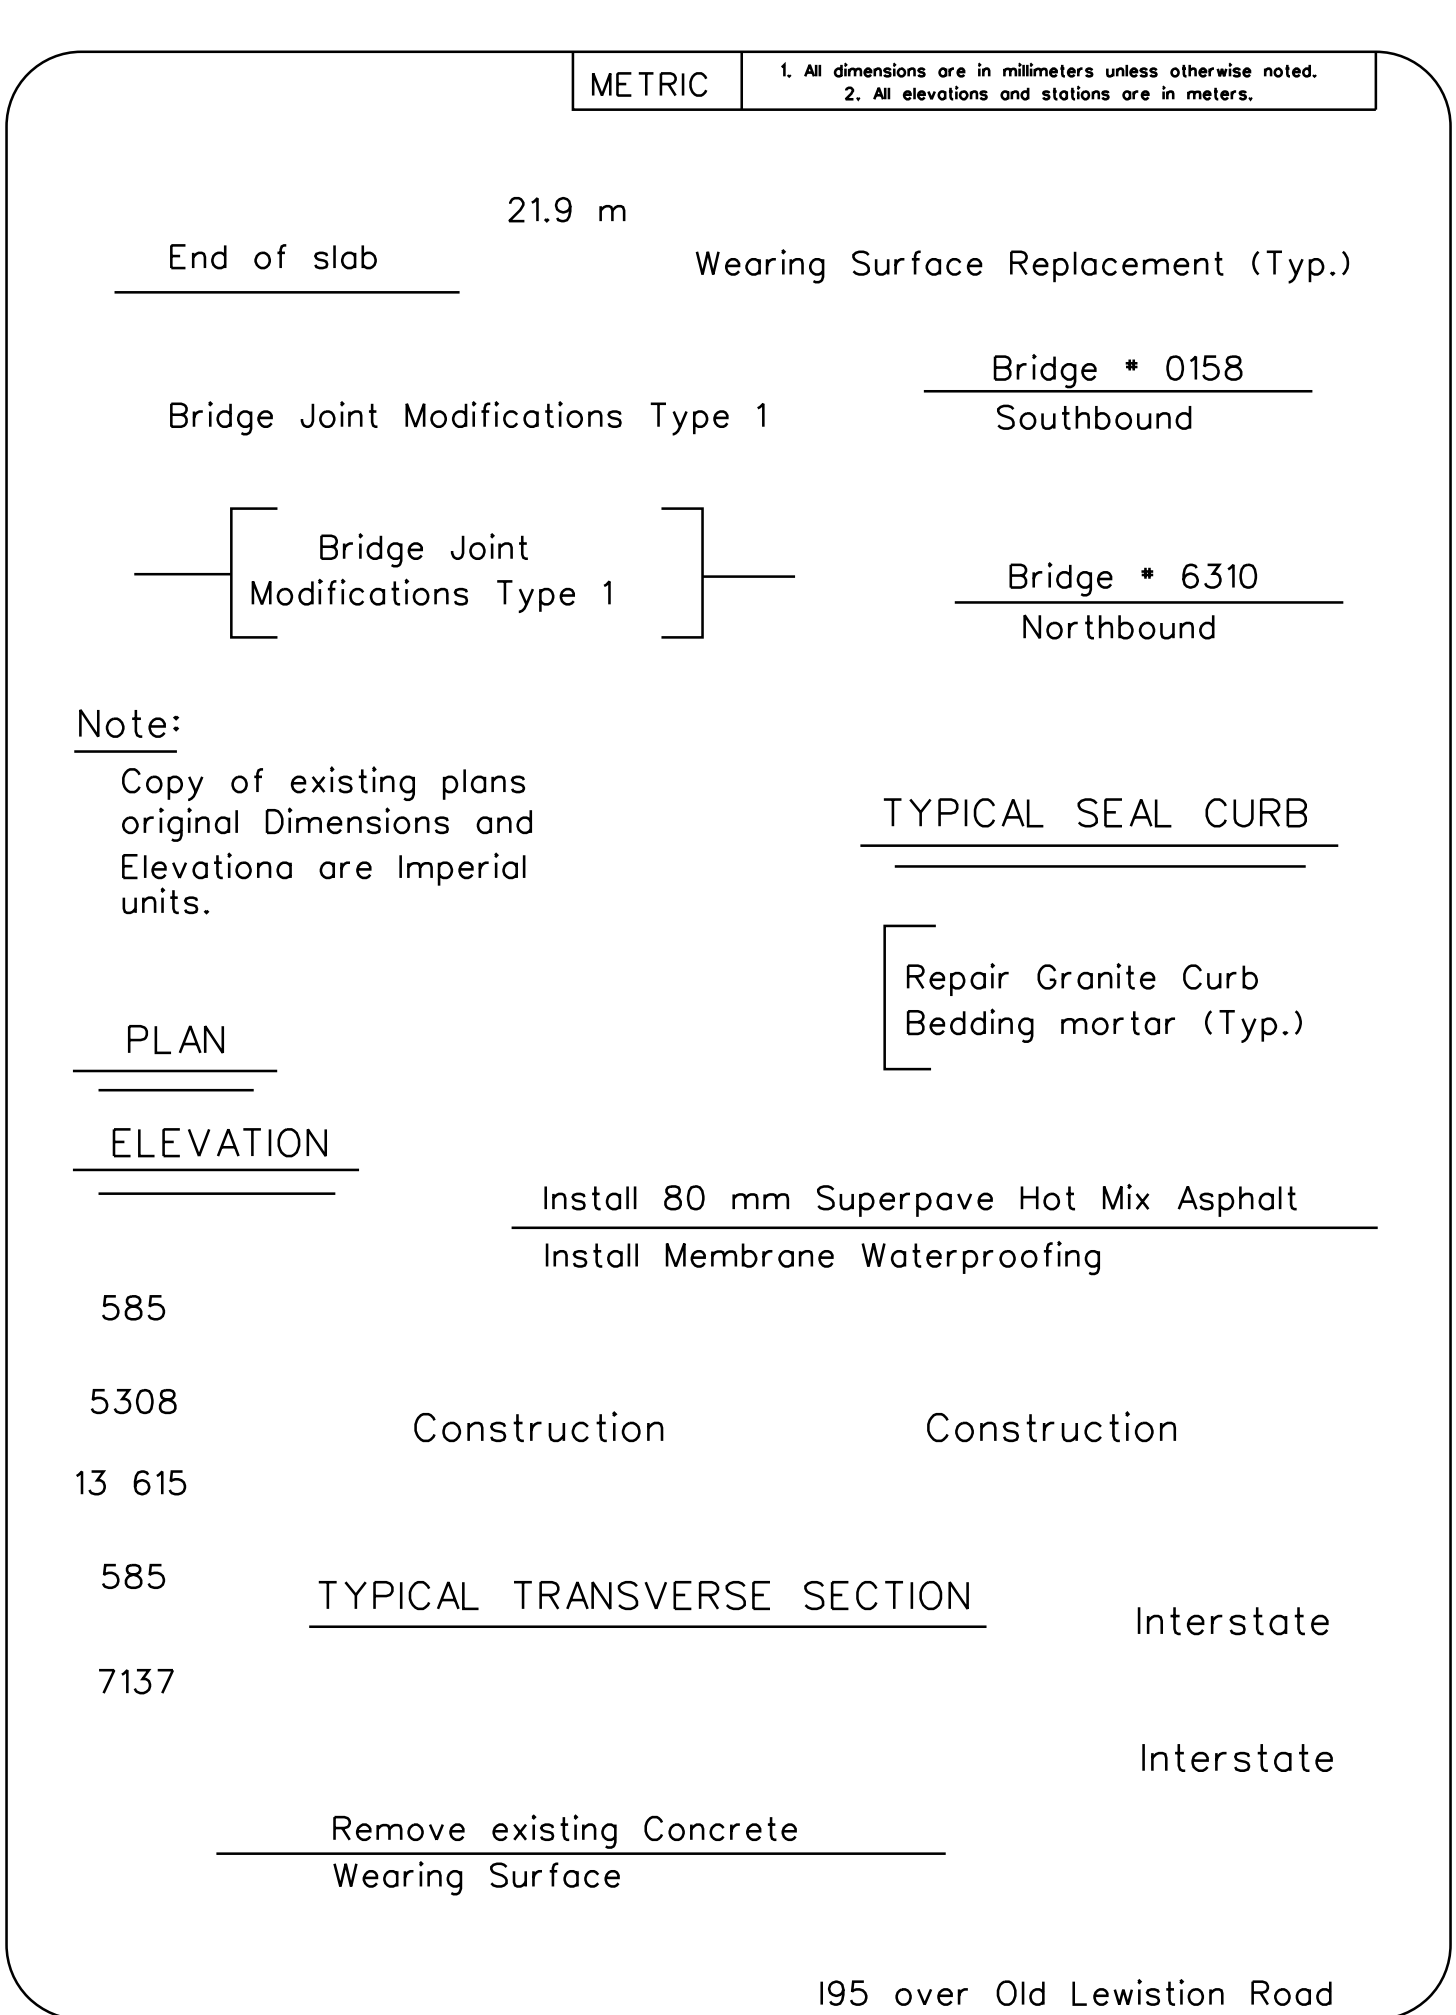 METRIC
1. All dimensions are in millimeters unless otherwise noted.
2. All elevations and stations are in meters.
21.9 m
End of slab
Wearing Surface Replacement (Typ.)
Bridge # 0158
Southbound
Bridge Joint Modifications Type 1
Bridge Joint
Modifications Type 1
Bridge # 6310
Northbound
Note:
Copy of existing plans
original Dimensions and
Elevationa are Imperial
units.
TYPICAL SEAL CURB
Repair Granite Curb
Bedding mortar (Typ.)
PLAN
ELEVATION
Install 80 mm Superpave Hot Mix Asphalt
Install Membrane Waterproofing
585
5308
Construction
Construction
13 615
585
TYPICAL TRANSVERSE SECTION
Interstate
7137
Interstate
Remove existing Concrete
Wearing Surface
I95 over Old Lewistion Road